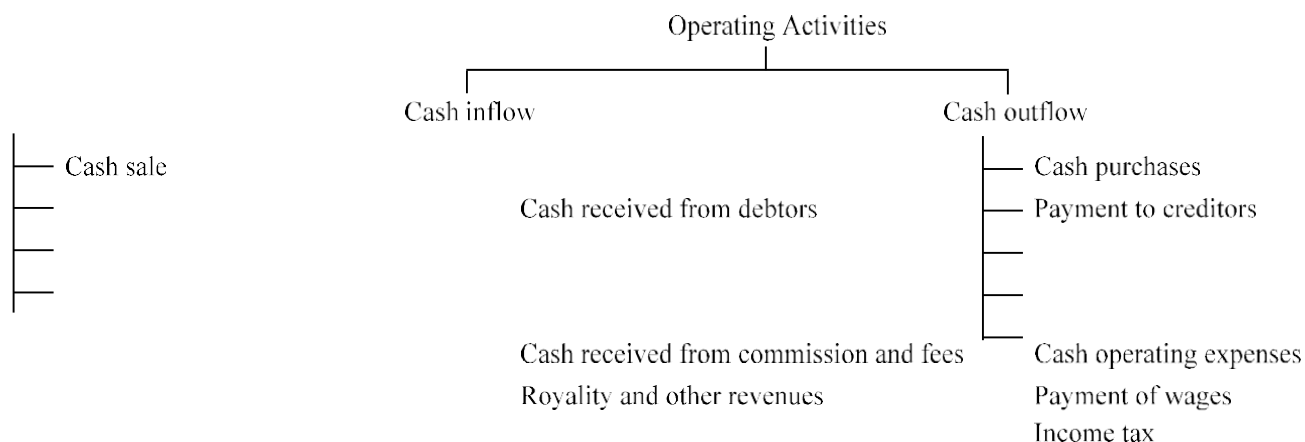 Operating Activities
Cash inflow
Cash outflow
Cash sale
Cash purchases
Cash received from debtors
Payment to creditors
Cash received from commission and fees
Cash operating expenses
Royality and other revenues
Payment of wages
Income tax